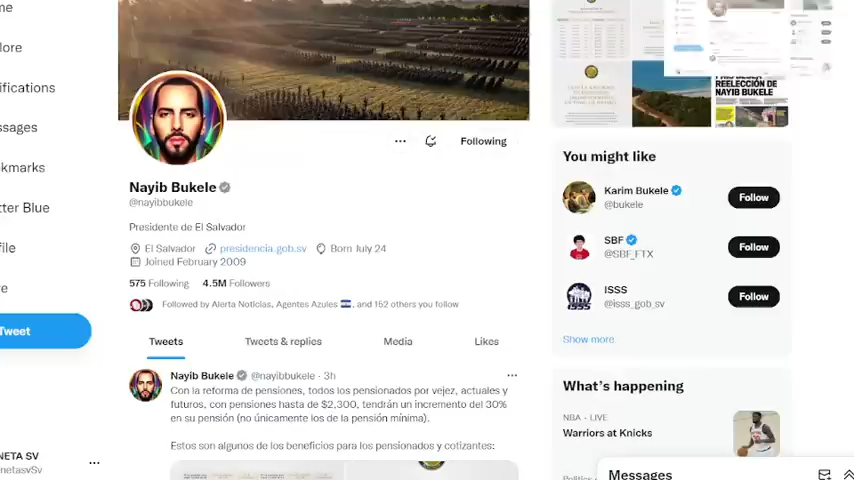 me
lore
ifications
ssages
kmarks
tter Blue
file
re
Tweet
NETA SV
netasvSv
Following
Nayib Bukele
@nayibbukele
Presidente de El Salvador
El Salvador presidencia.gob.sv Born July 24
Joined February 2009
575 Following 4.5M Followers
Followed by Alerta Noticias, Agentes Azules, and 152 others you follow
Tweets Tweets & replies Media Likes
Nayib Bukele @nayibbukele · 3h
Con la reforma de pensiones, todos los pensionados por vejez, actuales y
futuros, con pensiones hasta de $2,300, tendrán un incremento del 30%
en su pensión (no únicamente los de la pensión mínima).
Estos son algunos de los beneficios para los pensionados y cotizantes:
REELECCIÓN DE
NAYIB BUKELE
You might like
Karim Bukele
@bukele
Follow
SBF
@SBF_FTX
Follow
ISSS
@isss_gob_sv
Follow
Show more
What's happening
NBA · LIVE
Warriors at Knicks
Politics
Messages